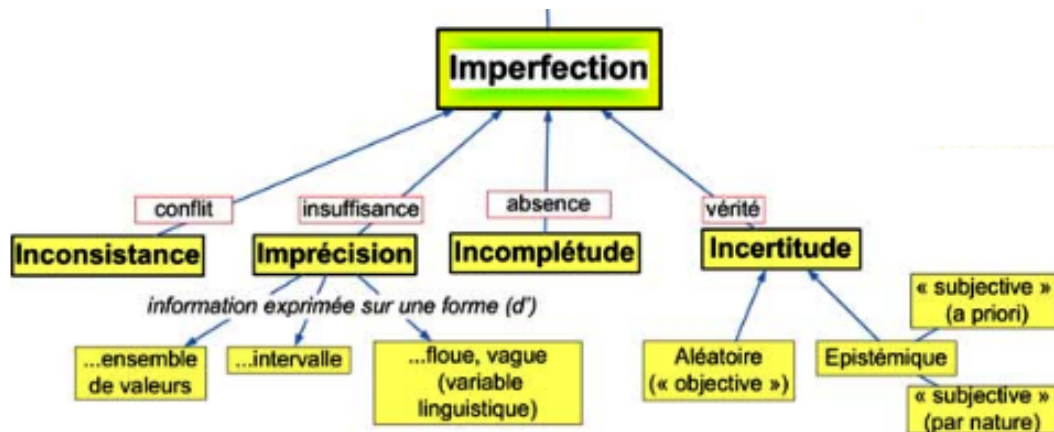 Imperfection
conflit
insuffisance
absence
vérité
Inconsistance
Imprécision
Incomplétude
Incertitude
information exprimée sur une forme (d')
...ensemble
de valeurs
...intervalle
...floue, vague
(variable
linguistique)
Aléatoire
(« objective »)
Epistémique
« subjective »
(a priori)
« subjective »
(par nature)